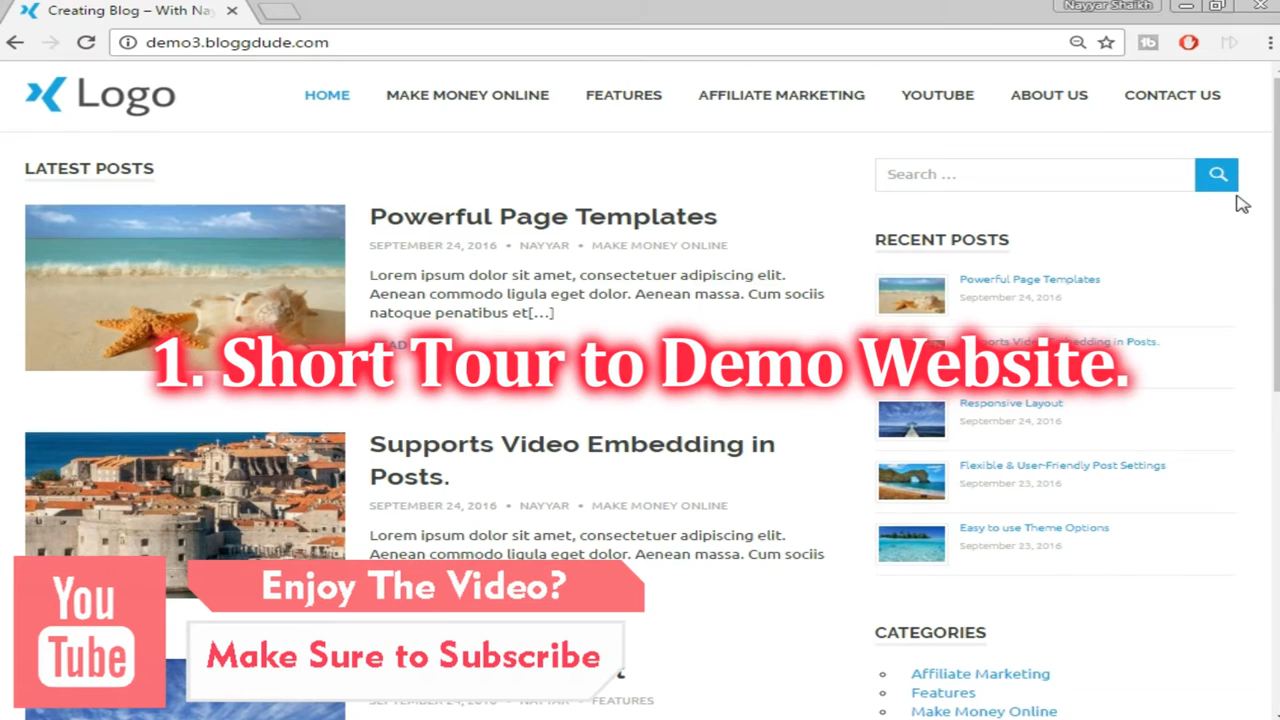 Creating Blog – With Na
Nayyar Shaikh
demo3.bloggdude.com
Logo
HOME
MAKE MONEY ONLINE
FEATURES
AFFILIATE MARKETING
YOUTUBE
ABOUT US
CONTACT US
LATEST POSTS
Search ...
Powerful Page Templates
SEPTEMBER 24, 2016 • NAYYAR • MAKE MONEY ONLINE
Lorem ipsum dolor sit amet, consectetuer adipiscing elit.
Aenean commodo ligula eget dolor. Aenean massa. Cum sociis
natoque penatibus et[...]
1. Short Tour to Demo Website.
Supports Video Embedding in
Posts.
SEPTEMBER 24, 2016 • NAYYAR • MAKE MONEY ONLINE
Lorem ipsum dolor sit amet, consectetuer adipiscing elit.
Aenean commodo ligula eget dolor. Aenean massa. Cum sociis
FEATURES
RECENT POSTS
Powerful Page Templates
September 24, 2016
Supports Video Embedding in Posts.
Responsive Layout
September 24, 2016
Flexible & User-Friendly Post Settings
September 23, 2016
Easy to use Theme Options
September 23, 2016
CATEGORIES
Affiliate Marketing
Features
Make Money Online
You
Tube
Enjoy The Video?
Make Sure to Subscribe